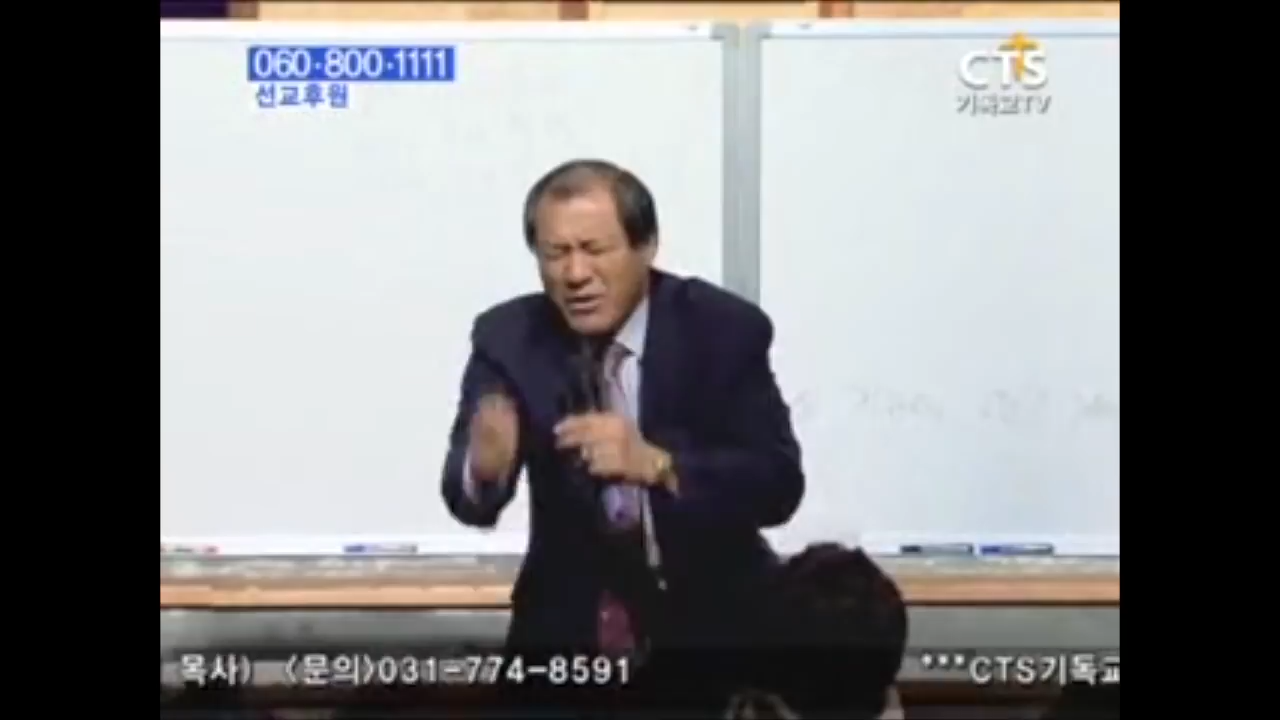 060·800·1111
선교후원
CTS
기독교TV
목사) <문의>031-774-8591
***CTS기독교